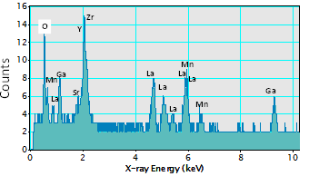 16
14
12
10
8
6
4
2
0
Counts
O
Mn
La
Ga
Sr
Y
Zr
La
La
La
La
Mn
La
Mn
Ga
0 2 4 6 8 10
X-ray Energy (keV)